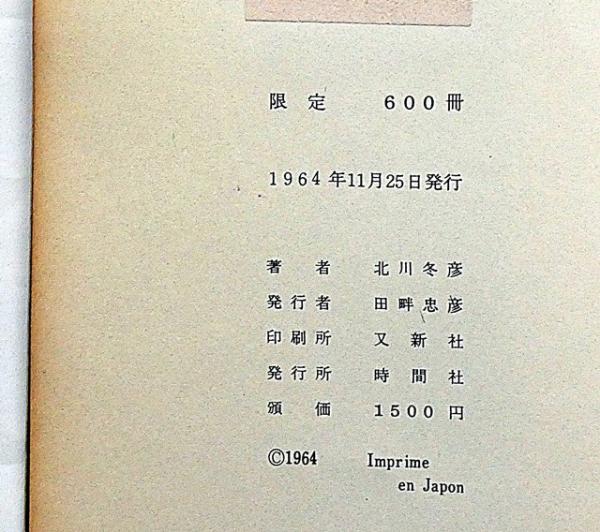 限定 600冊
1964年11月25日発行
著者 北川冬彦
発行者 田畔忠彦
印刷所 又新社
発行所 時間社
頒価 1500円
©1964 Imprime
en Japon